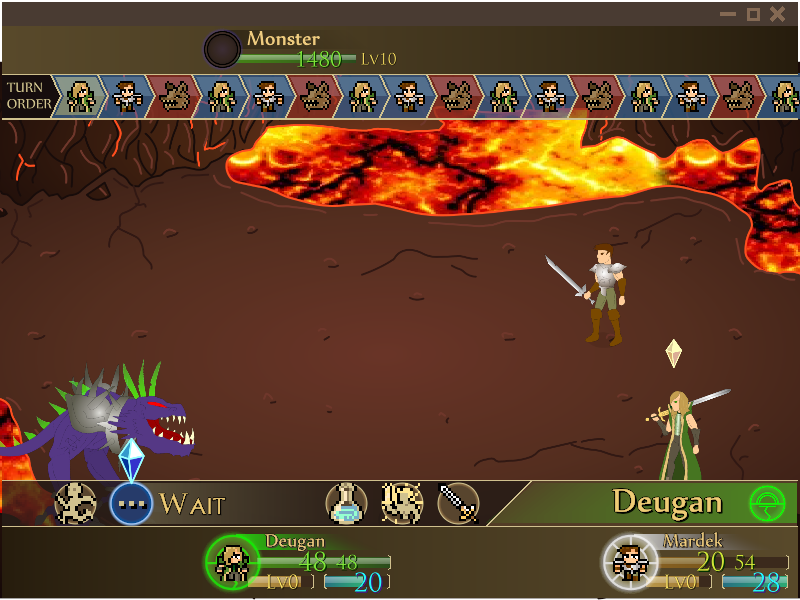 Monster
1480 Lv10
TURN
ORDER
WAIT
Deugan
Deugan
48 48
Lv0 20
Mardek
20 54
Lv0 28